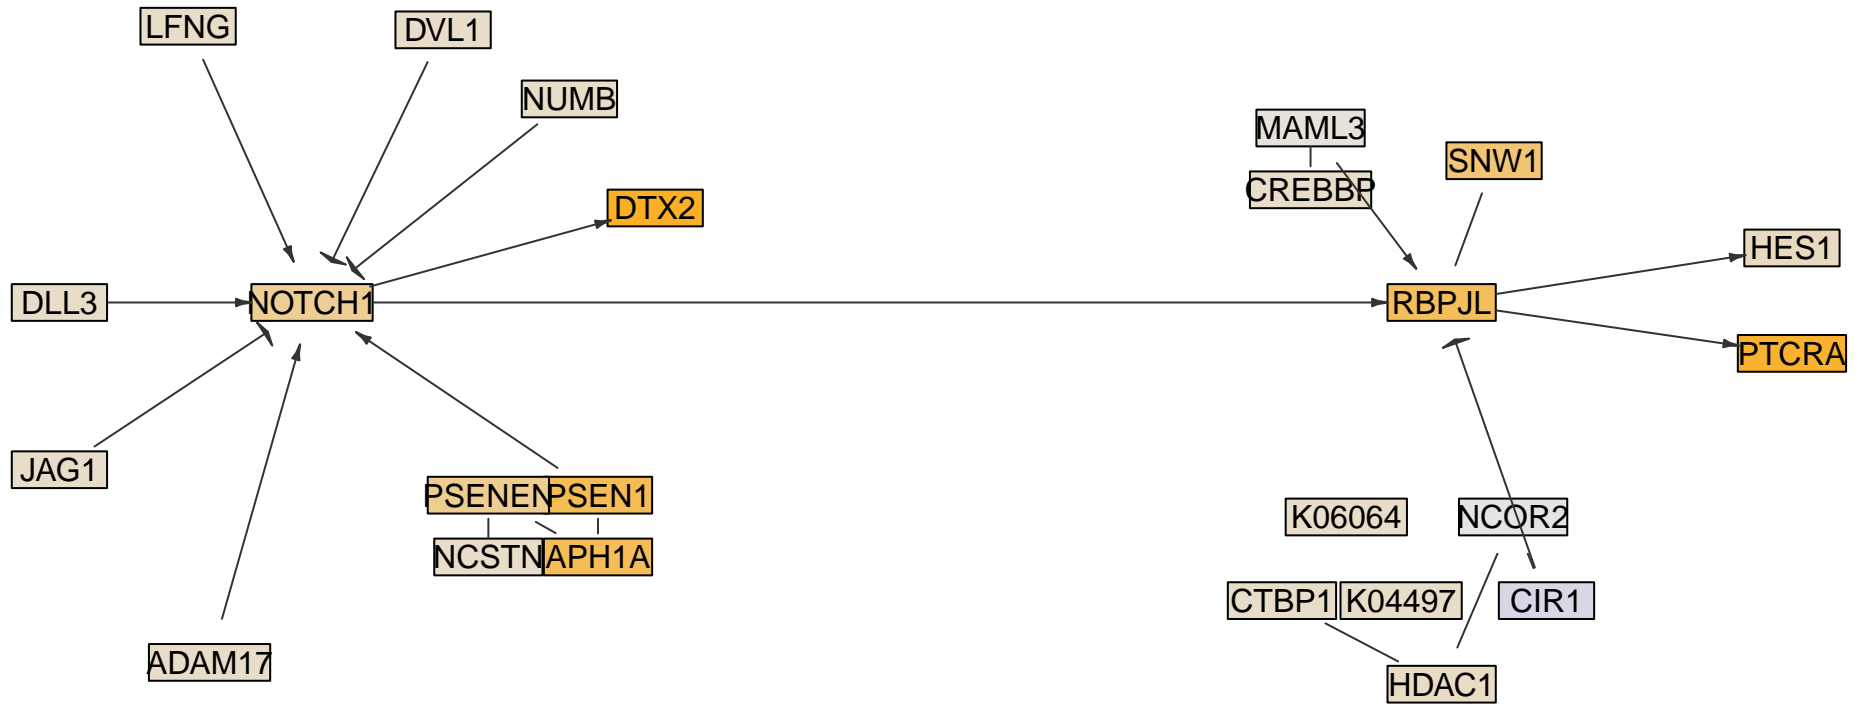 LFNG
DVL1
NUMB
MAML3
SNW1
CREBBP
DTX2
HES1
DLL3
NOTCH1
RBPJL
PTCRA
JAG1
PSENEN
PSEN1
K06064
NCOR2
NCSTN
APH1A
CTBP1
K04497
CIR1
ADAM17
HDAC1